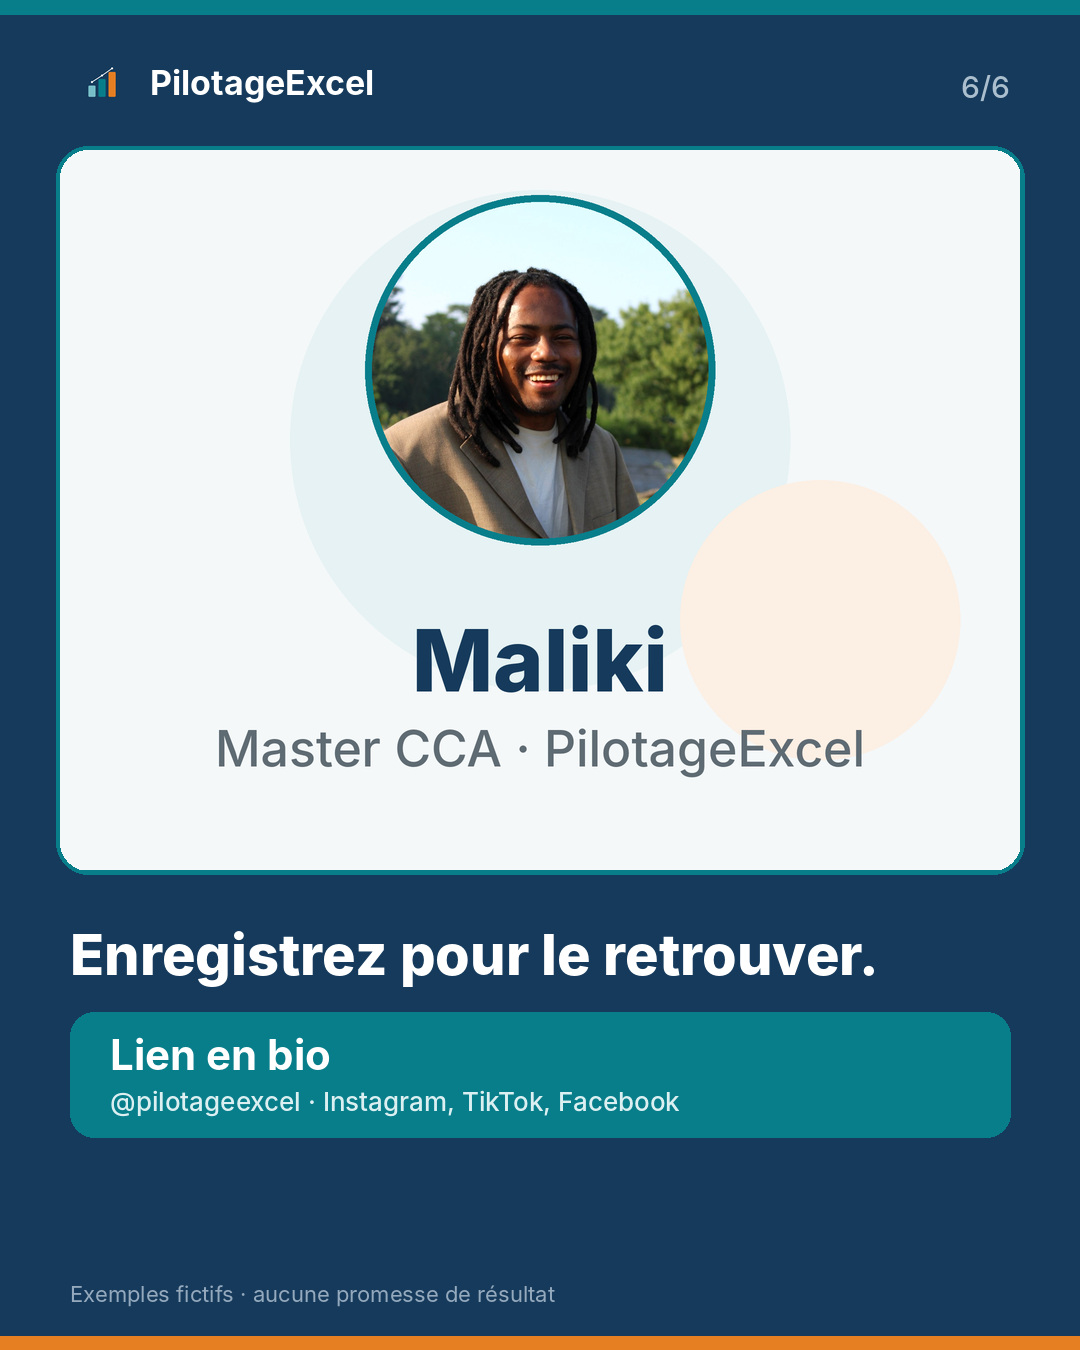 PilotageExcel
6/6
Maliki
Master CCA · PilotageExcel
Enregistrez pour le retrouver.
Lien en bio
@pilotageexcel · Instagram, TikTok, Facebook
Exemples fictifs · aucune promesse de résultat